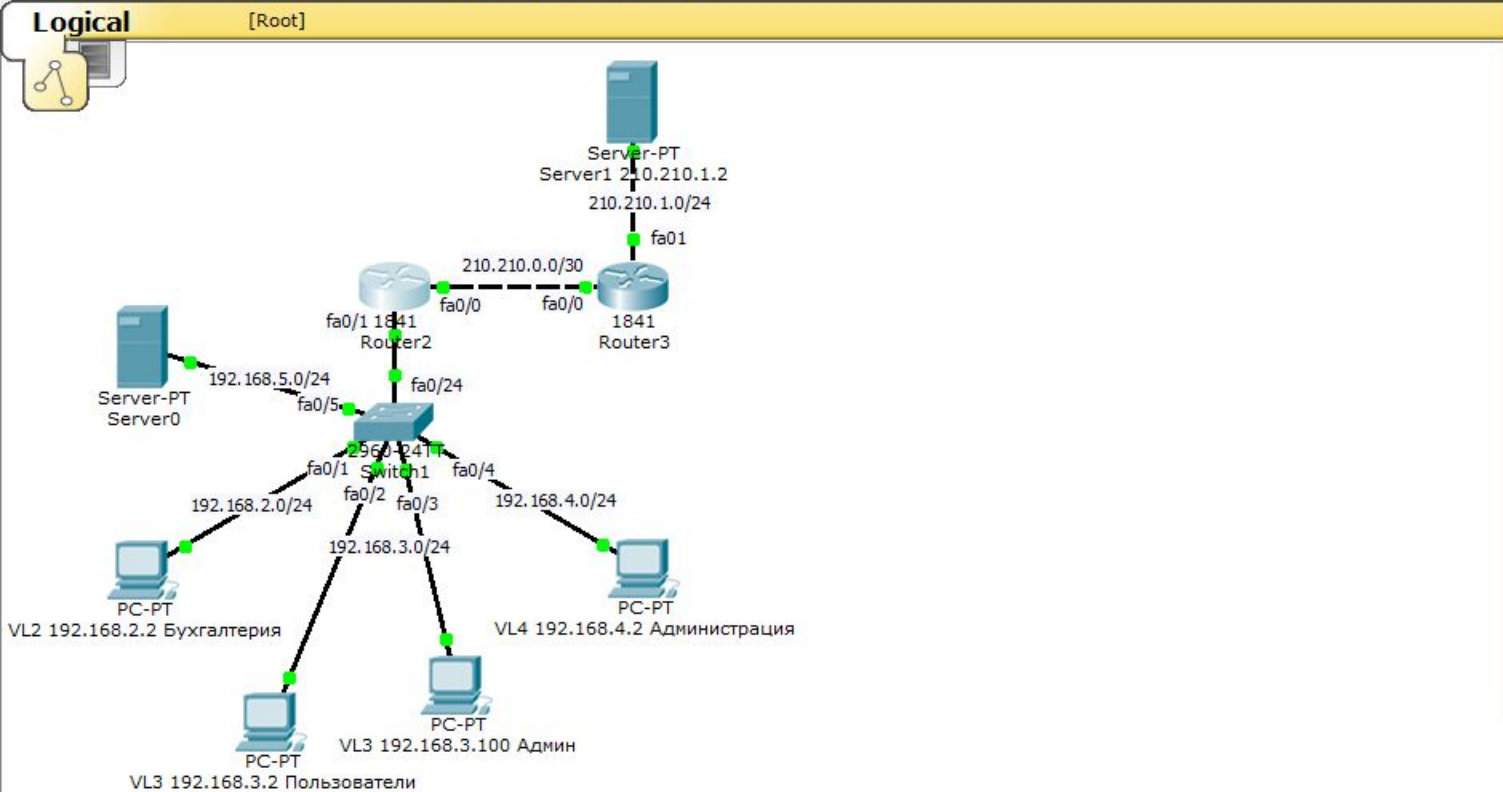 Logical
[Root]
Server-PT
Server1 210.210.1.2
210.210.1.0/24
fa01
210.210.0.0/30
fa0/0
fa0/0
fa0/1 1841
Router2
1841
Router3
192.168.5.0/24
fa0/24
Server-PT
Server0
fa0/5
2960-24TT
Switch1
fa0/1
fa0/4
fa0/2
fa0/3
192.168.2.0/24
192.168.4.0/24
192.168.3.0/24
PC-PT
VL2 192.168.2.2 Бухгалтерия
PC-PT
VL4 192.168.4.2 Администрация
PC-PT
VL3 192.168.3.100 Админ
PC-PT
VL3 192.168.3.2 Пользователи